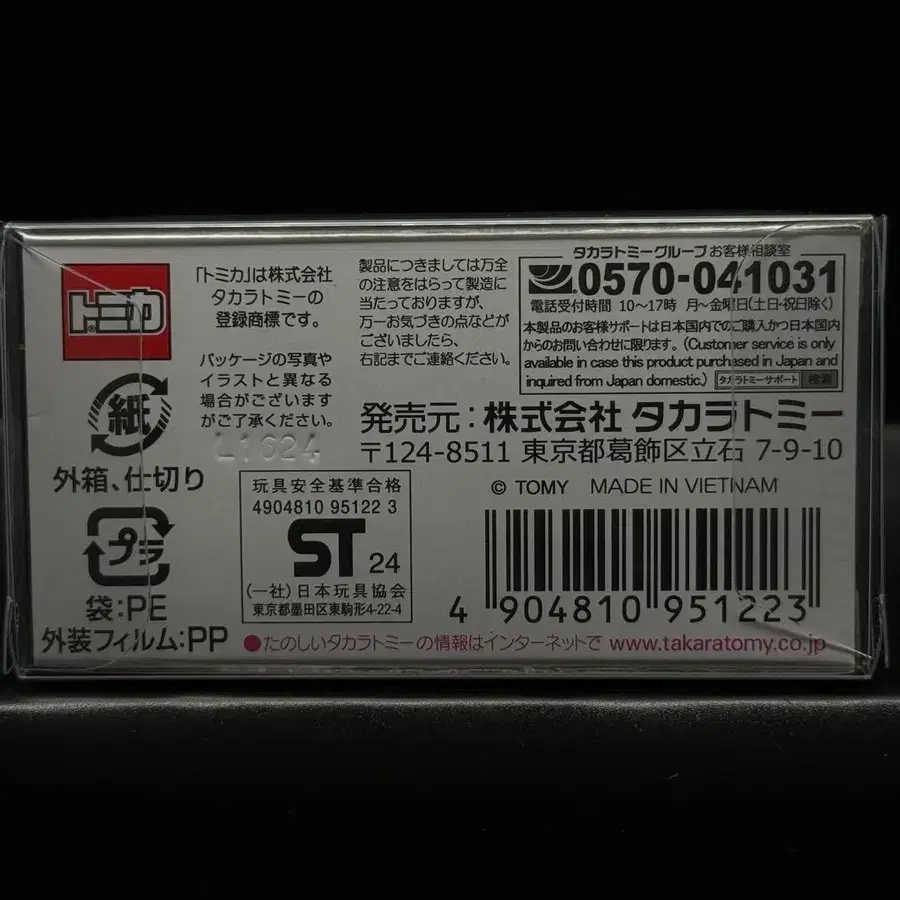 トミカ
「トミカ」は株式会社
タカラトミーの
登録商標です。
パッケージの写真や
イラストと異なる
場合がございます
がご了承ください。
L1624
製品につきましては万全
の注意をはらって製造に
当たっておりますが、
万一お気づきの点などが
ございましたら、
右記までご連絡ください。
タカラトミーグループ お客様相談室
0570-041031
電話受付時間 10〜17時 月〜金曜日(土日・祝日除く)
本製品のお客様サポートは日本国内でのご購入かつ日本国内
からのお問い合わせに限ります。(Customer service is only
available in case this product purchased in Japan and
inquired from Japan domestic.) タカラトミーサポート 検索
発売元：株式会社 タカラトミー
〒124-8511 東京都葛飾区立石 7-9-10
© TOMY MADE IN VIETNAM
紙
外箱、仕切り
プラ
袋:PE
外装フィルム:PP
玩具安全基準合格
4904810 95122 3
ST 24
(一社)日本玩具協会
東京都墨田区東駒形4-22-4
4 904810 951223
●たのしいタカラトミーの情報はインターネットで www.takaratomy.co.jp